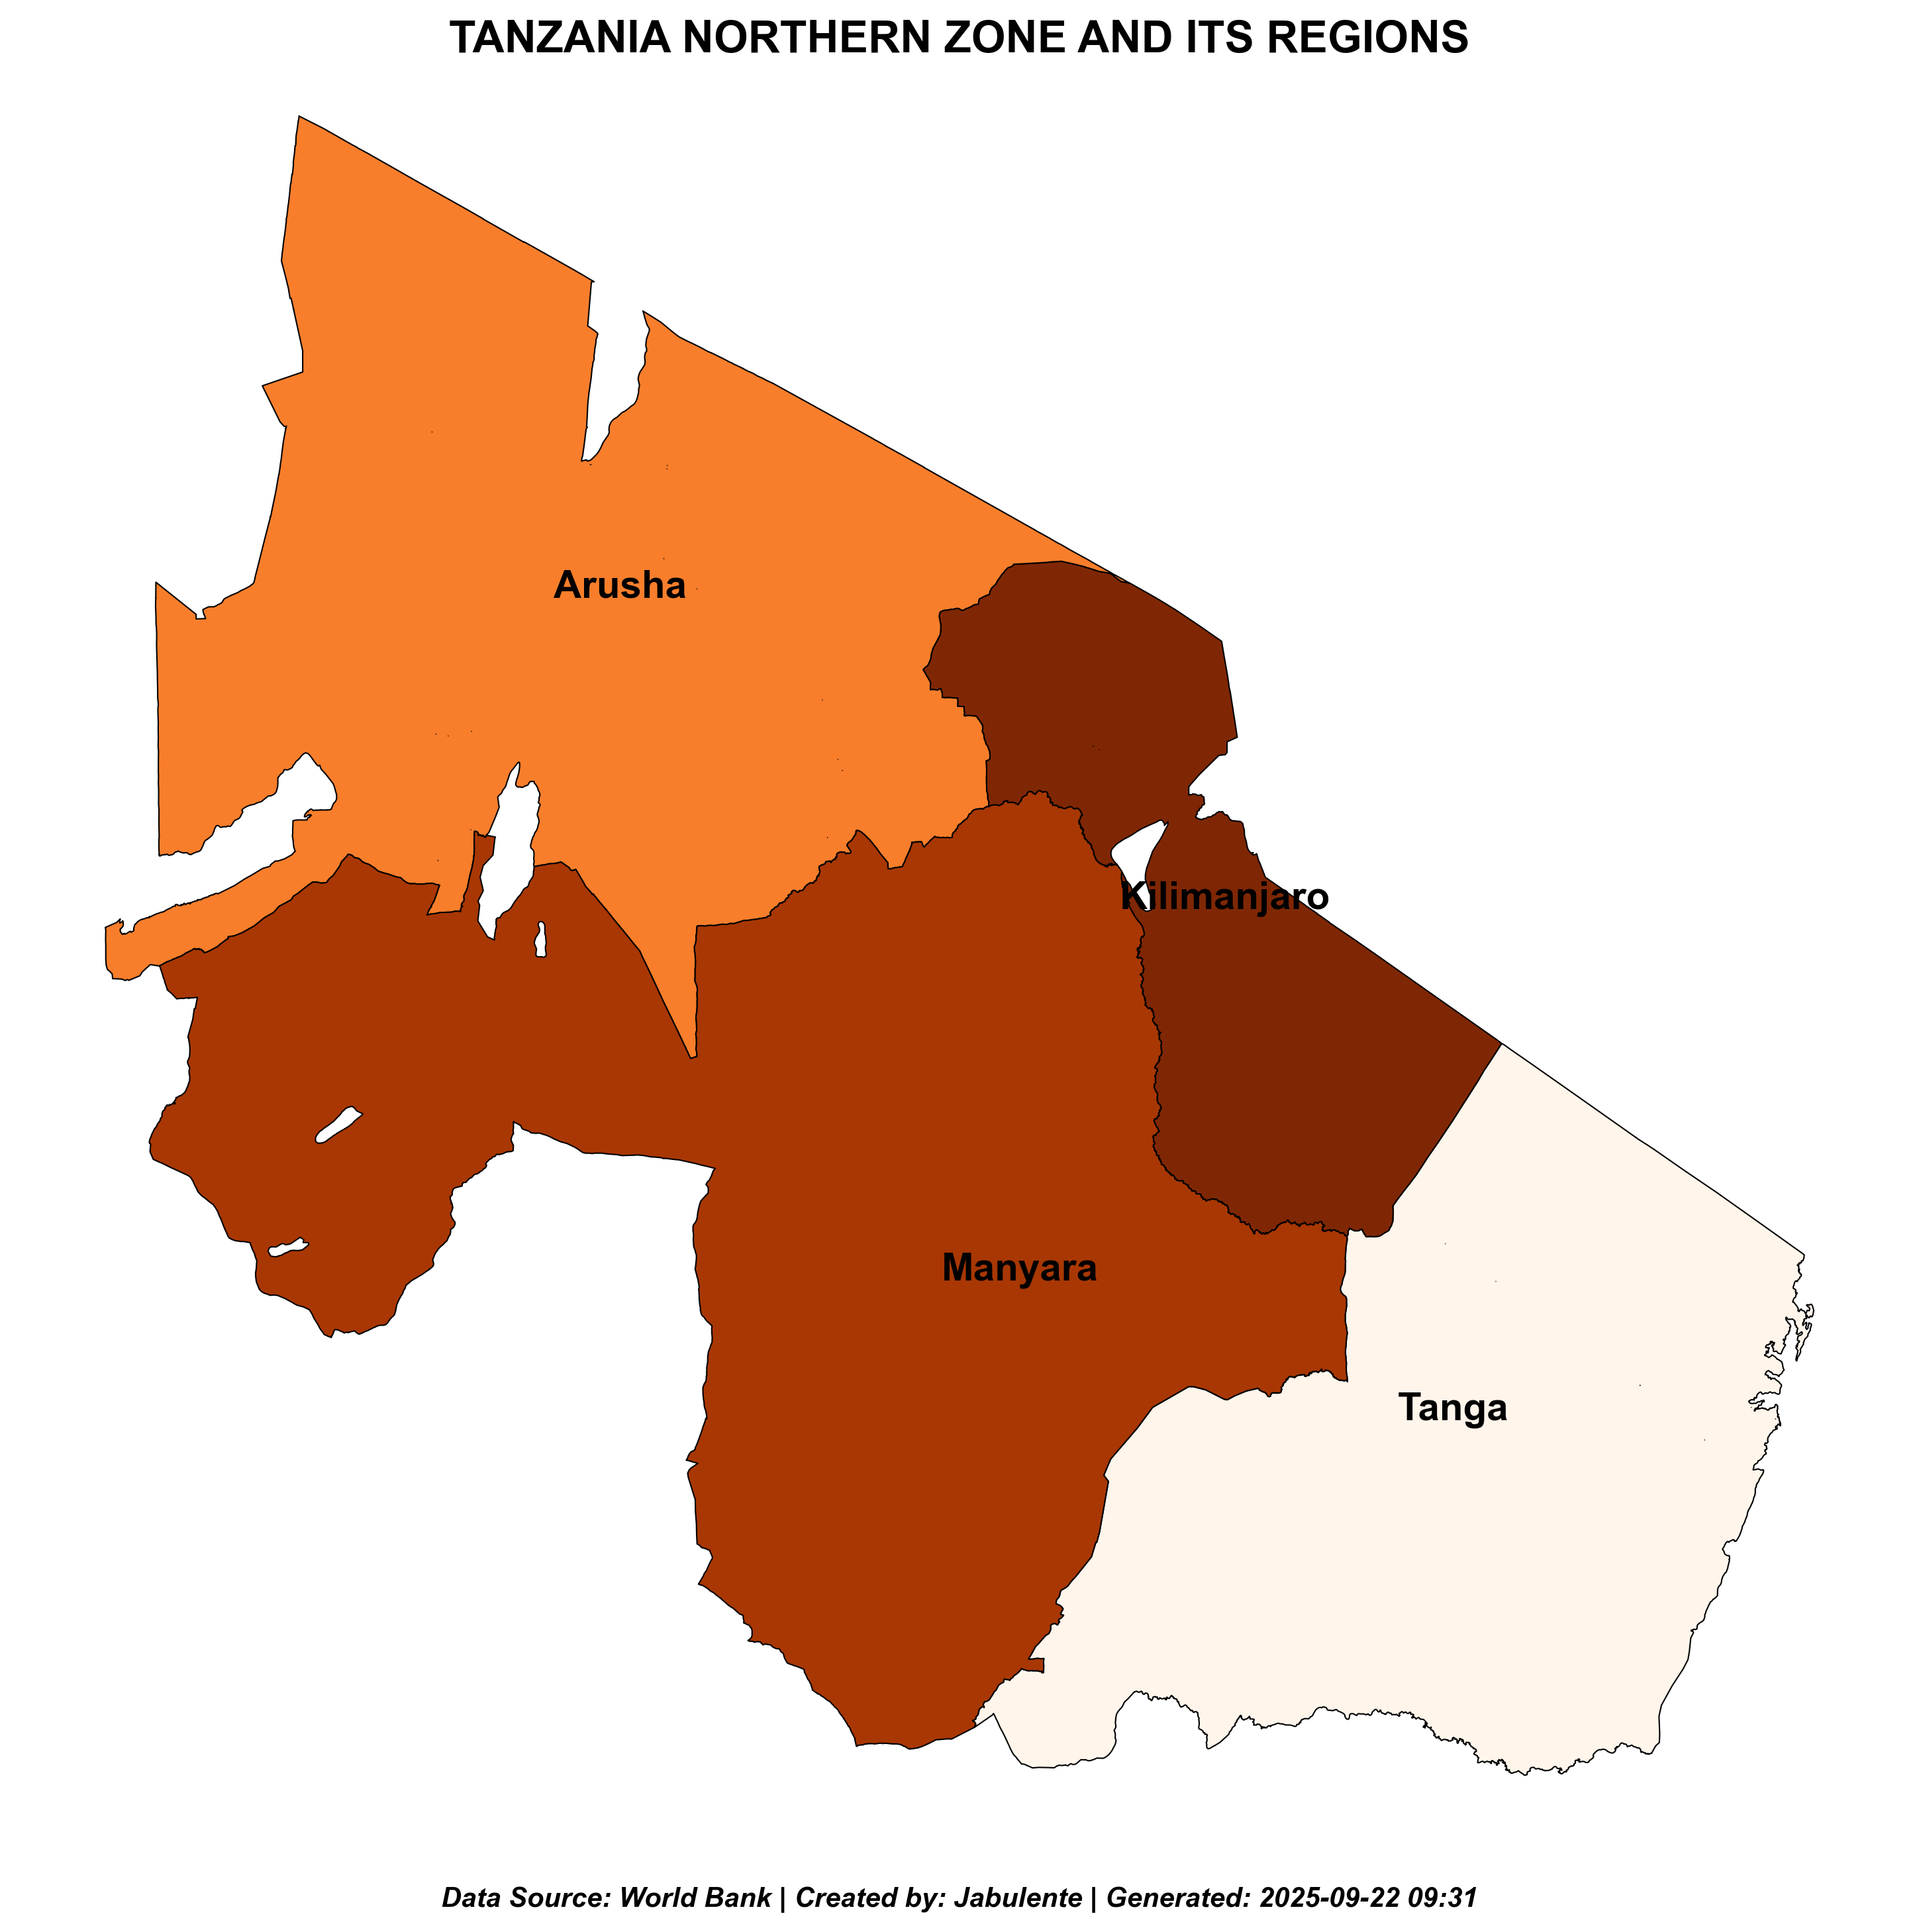 TANZANIA NORTHERN ZONE AND ITS REGIONS
Arusha
Kilimanjaro
Manyara
Tanga
Data Source: World Bank | Created by: Jabulente | Generated: 2025-09-22 09:31